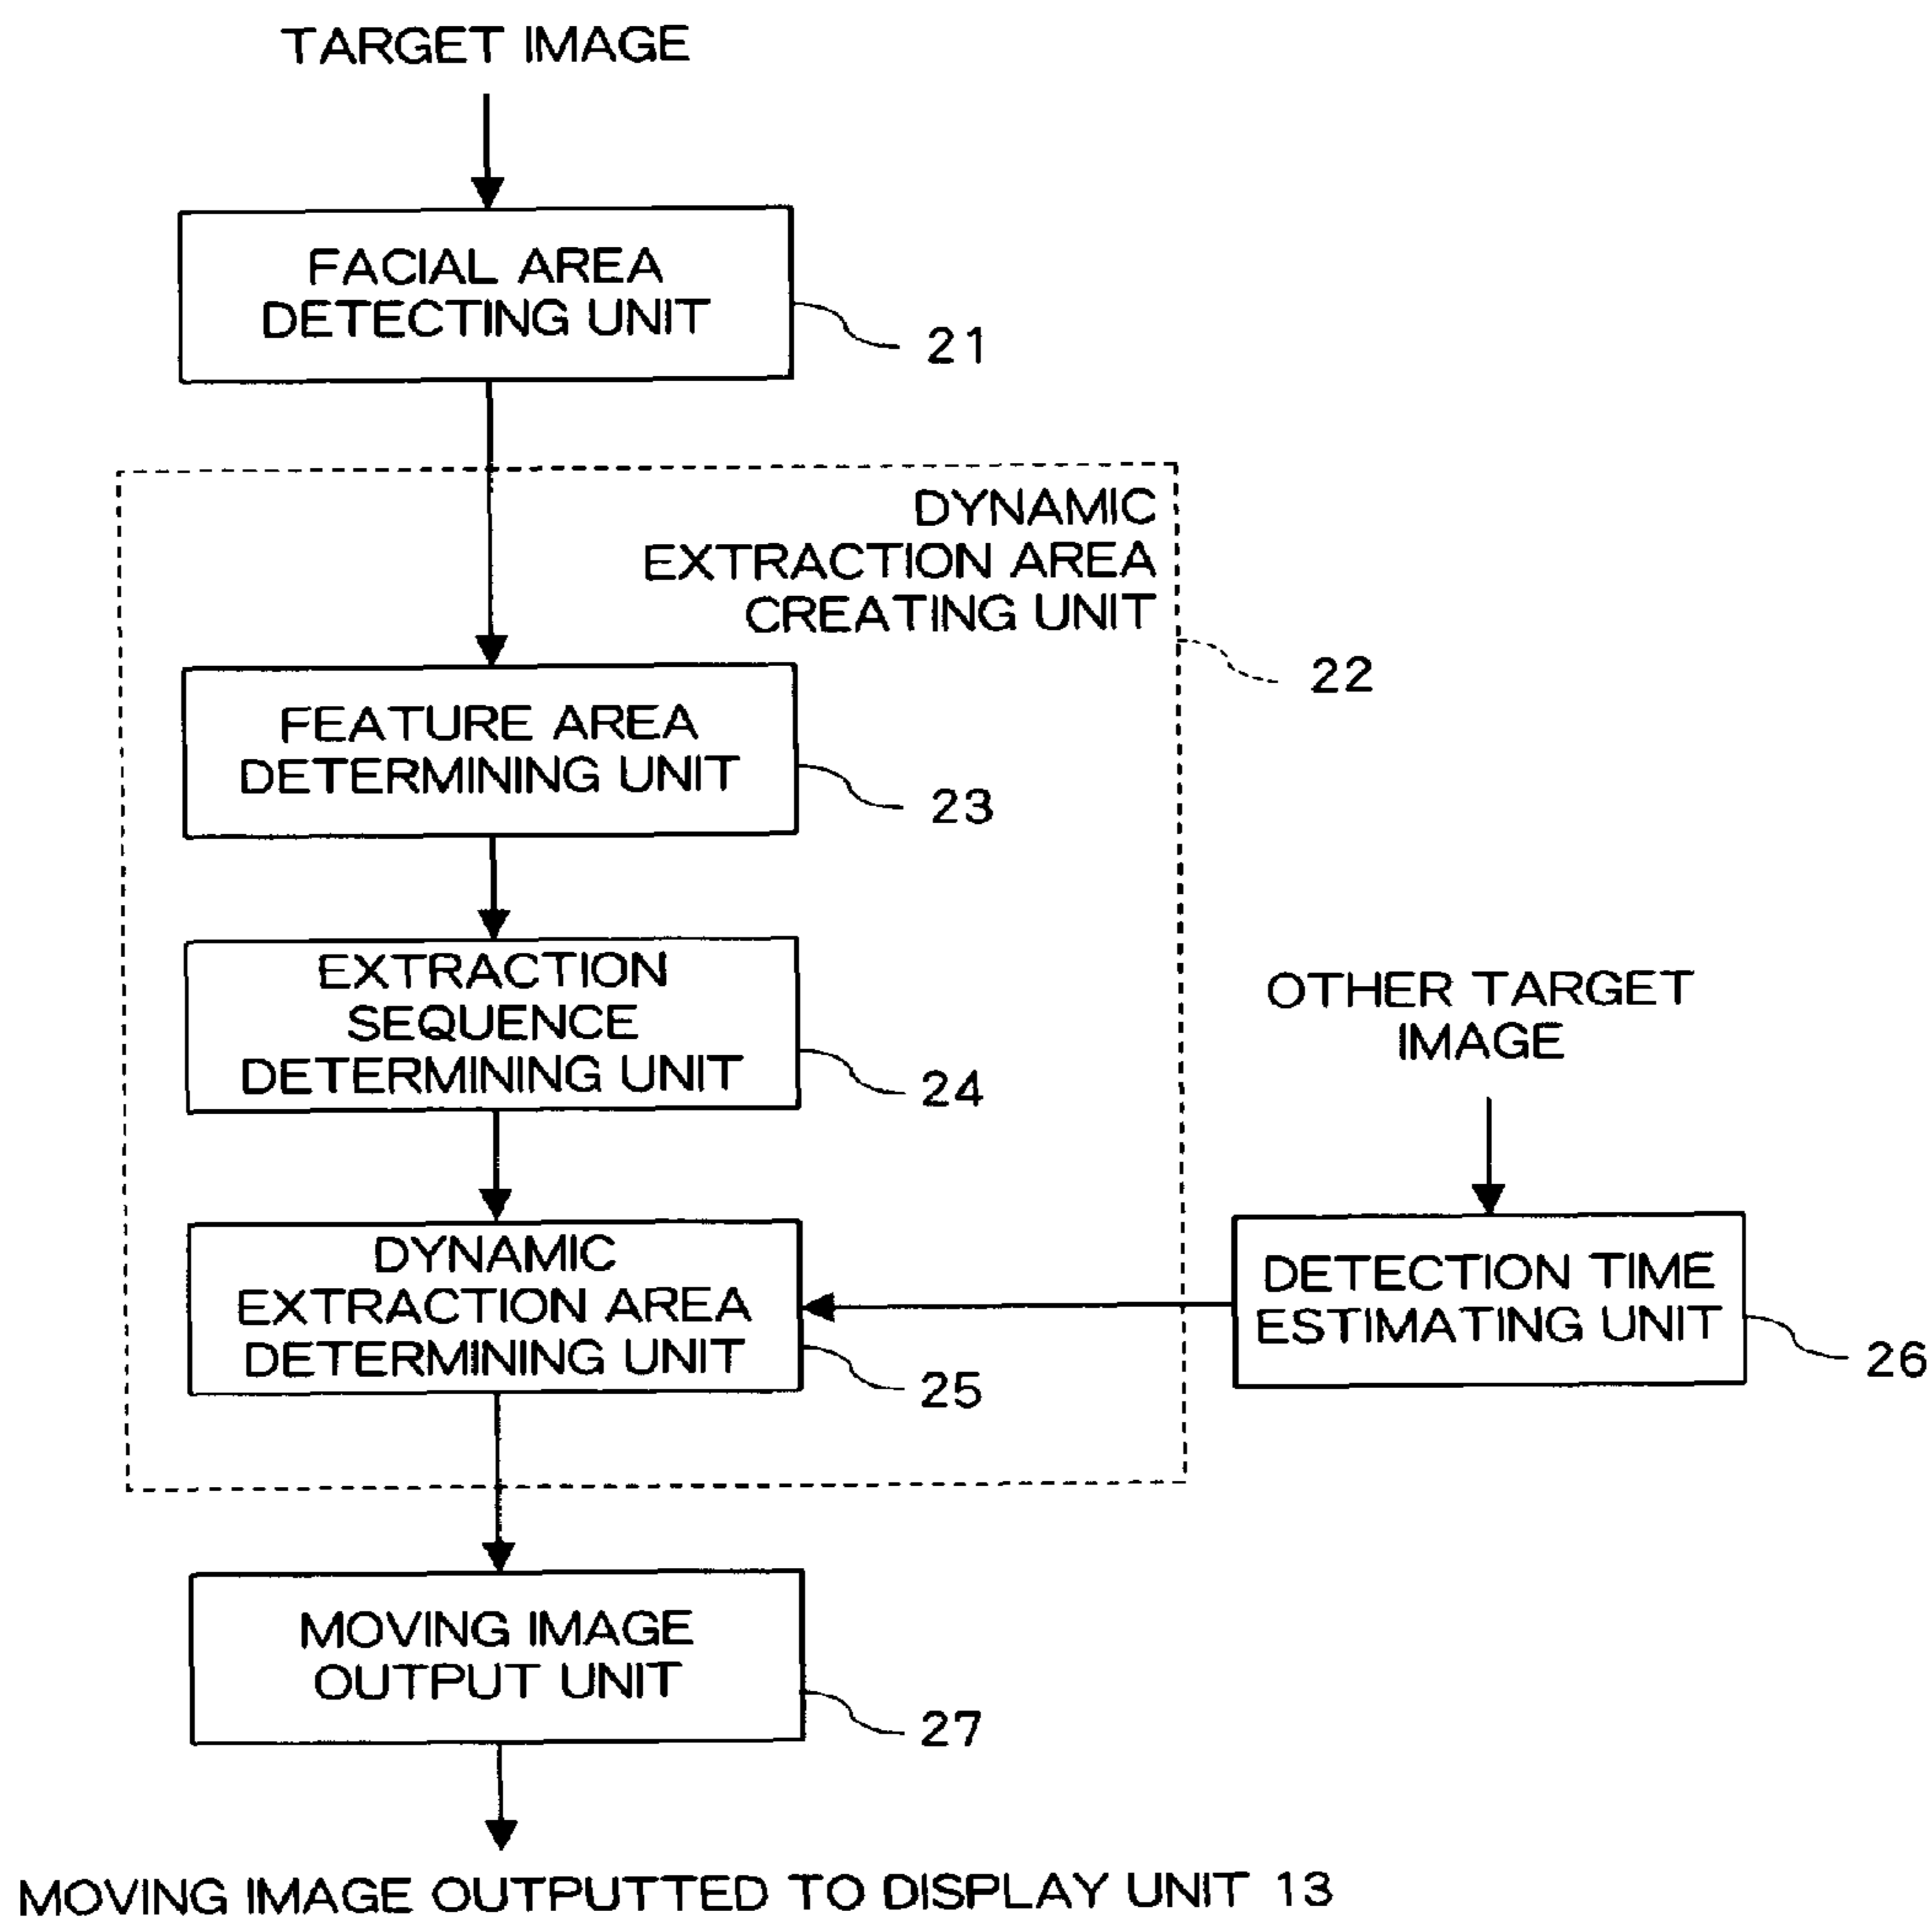 TARGET IMAGE
FACIAL AREA
DETECTING UNIT
21
DYNAMIC
EXTRACTION AREA
CREATING UNIT
22
FEATURE AREA
DETERMINING UNIT
23
EXTRACTION
SEQUENCE
DETERMINING UNIT
24
OTHER TARGET
IMAGE
DYNAMIC
EXTRACTION AREA
DETERMINING UNIT
25
DETECTION TIME
ESTIMATING UNIT
26
MOVING IMAGE
OUTPUT UNIT
27
MOVING IMAGE OUTPUTTED TO DISPLAY UNIT 13